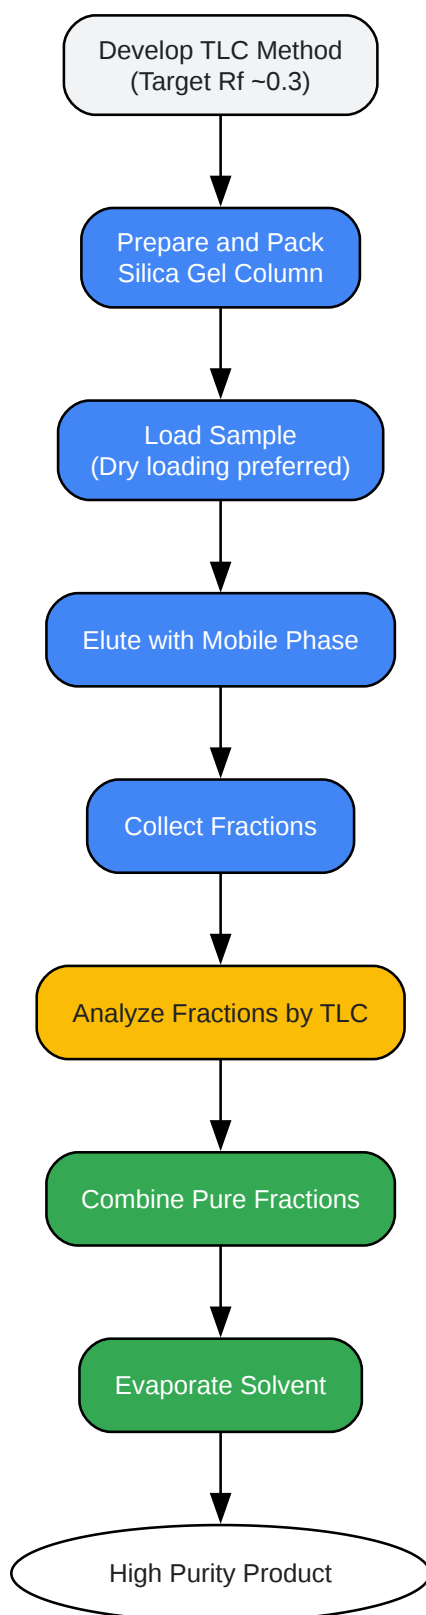 Develop TLC Method
(Target Rf ~0.3)
Prepare and Pack
Silica Gel Column
Load Sample
(Dry loading preferred)
Elute with Mobile Phase
Collect Fractions
Analyze Fractions by TLC
Combine Pure Fractions
Evaporate Solvent
High Purity Product